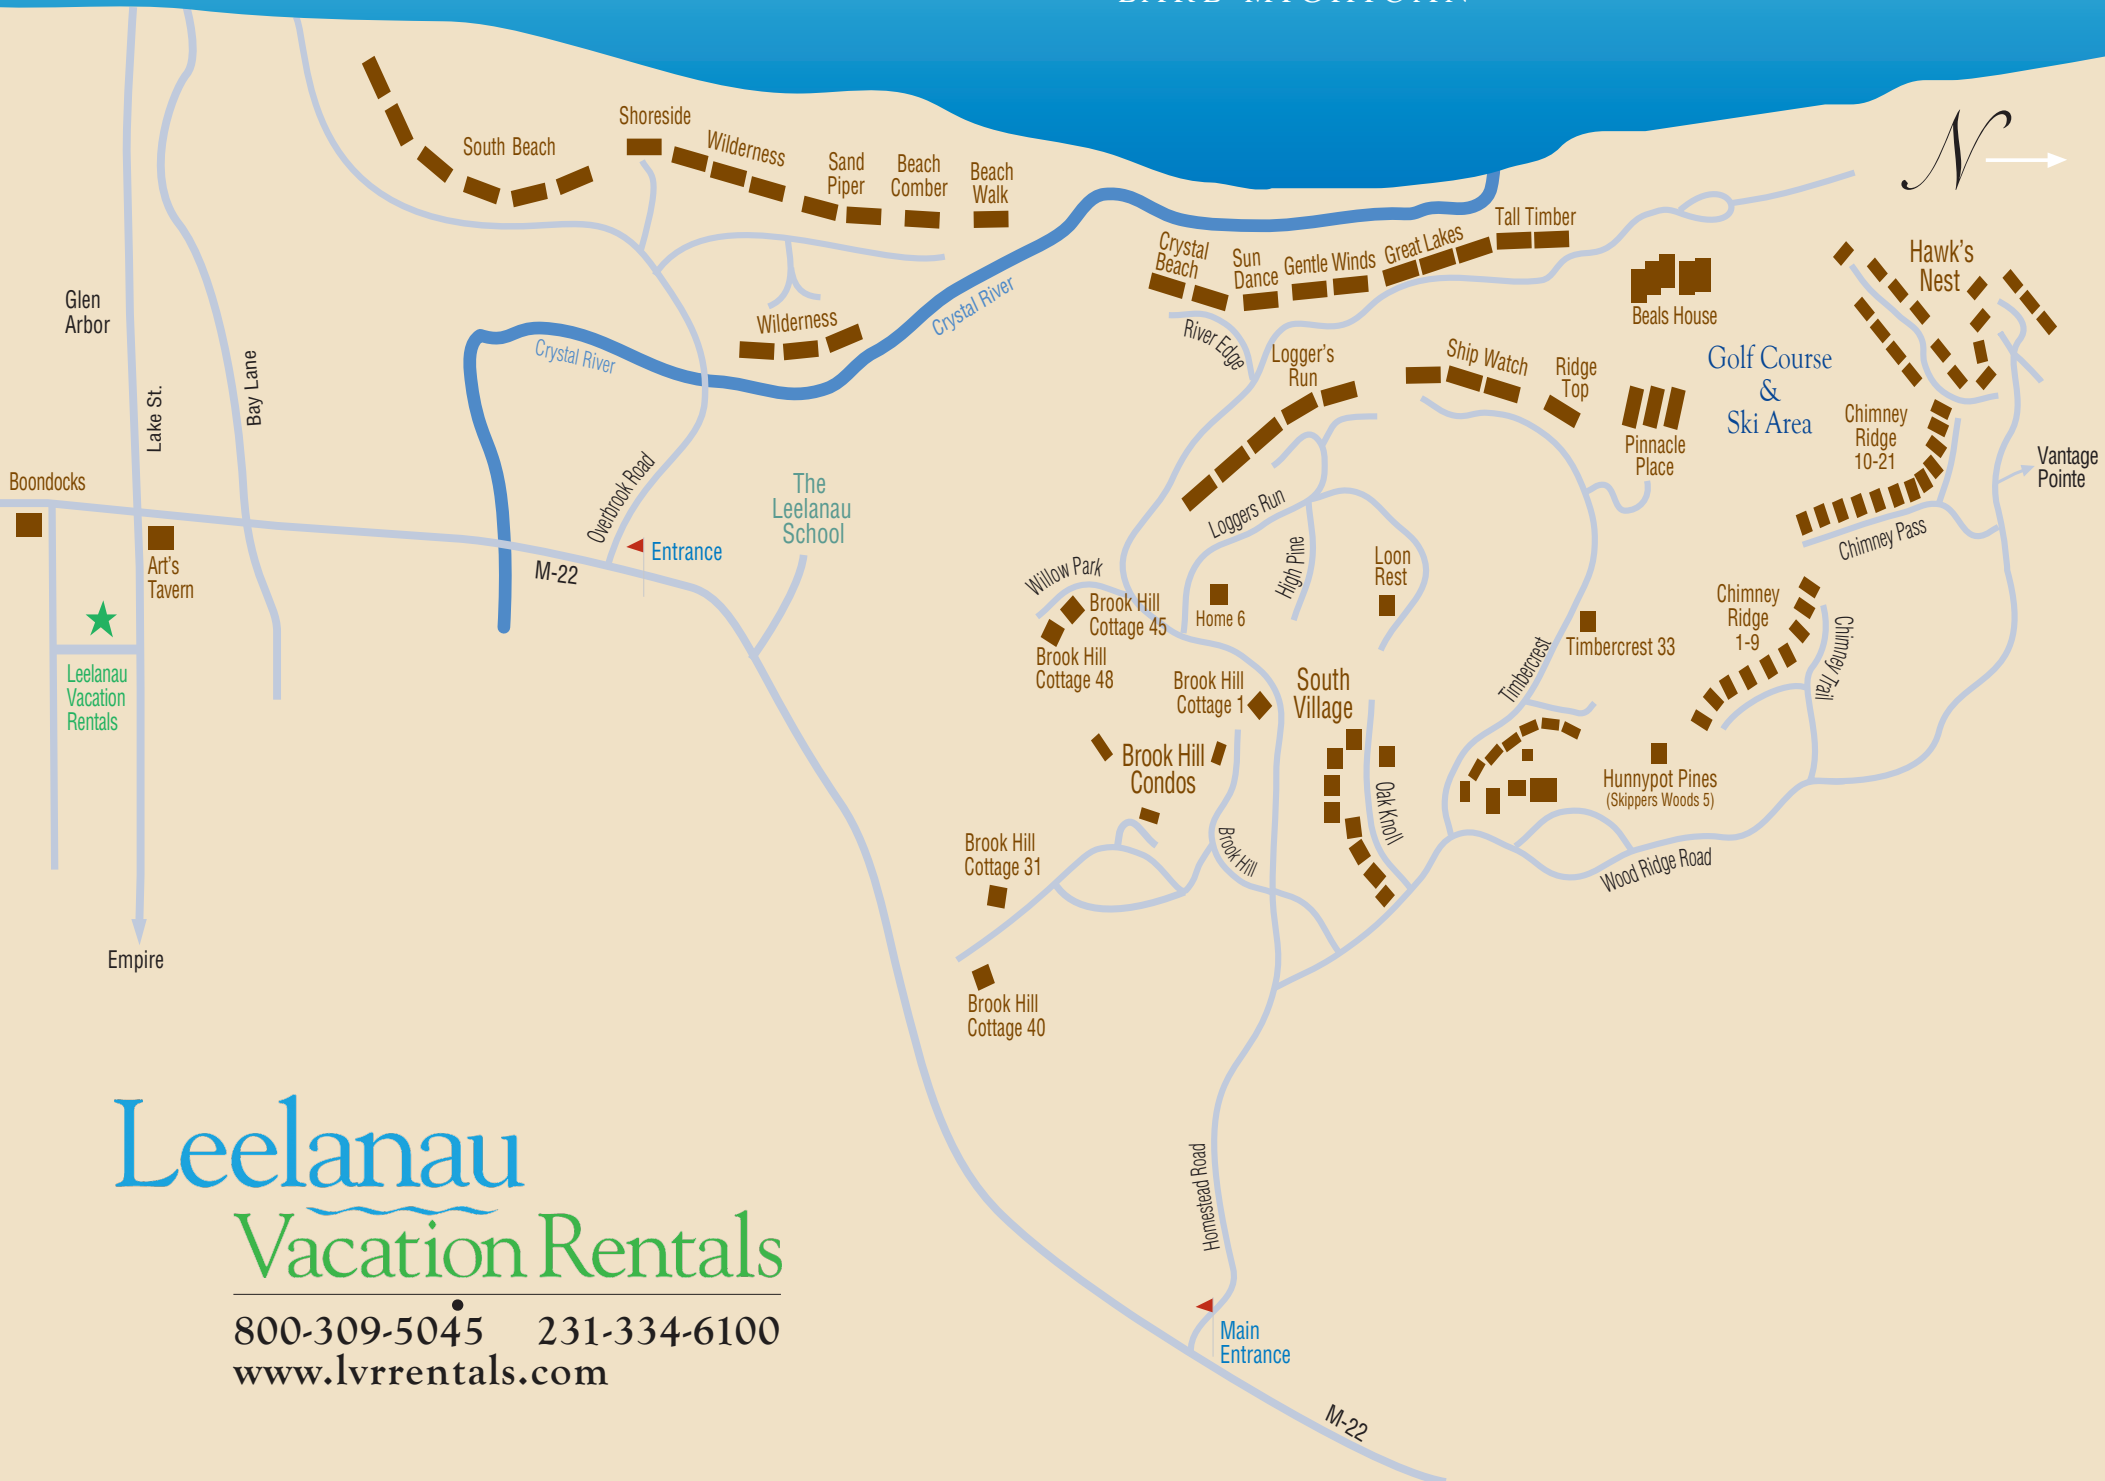 LAKE MICHIGAN
N
Shoreside
South Beach
Wilderness
Sand
Piper
Beach
Comber
Beach
Walk
Crystal River
Crystal
Beach
Sun
Dance
Gentle Winds
Great Lakes
Tall Timber
Beals House
Hawk's
Nest
Glen
Arbor
Lake St.
Bay Lane
Wilderness
Crystal River
River Edge
Logger's
Run
Ship Watch
Ridge
Top
Pinnacle
Place
Golf Course
&
Ski Area
Chimney
Ridge
10-21
Vantage
Pointe
Chimney Pass
Boondocks
Art's
Tavern
Leelanau
Vacation
Rentals
Empire
Overbrook Road
Entrance
M-22
The
Leelanau
School
Loggers Run
High Pine
Loon
Rest
Willow Park
Brook Hill
Cottage 45
Brook Hill
Cottage 48
Home 6
Brook Hill
Cottage 1
South
Village
Timbercrest
Timbercrest 33
Chimney
Ridge
1-9
Chimney Trail
Brook Hill
Condos
Oak Knoll
Hunnypot Pines
(Skippers Woods 5)
Brook Hill
Cottage 31
Brook Hill
Wood Ridge Road
Brook Hill
Cottage 40
Homestead Road
Main
Entrance
M-22
Leelanau
Vacation Rentals
800-309-5045 231-334-6100
www.lvrrentals.com